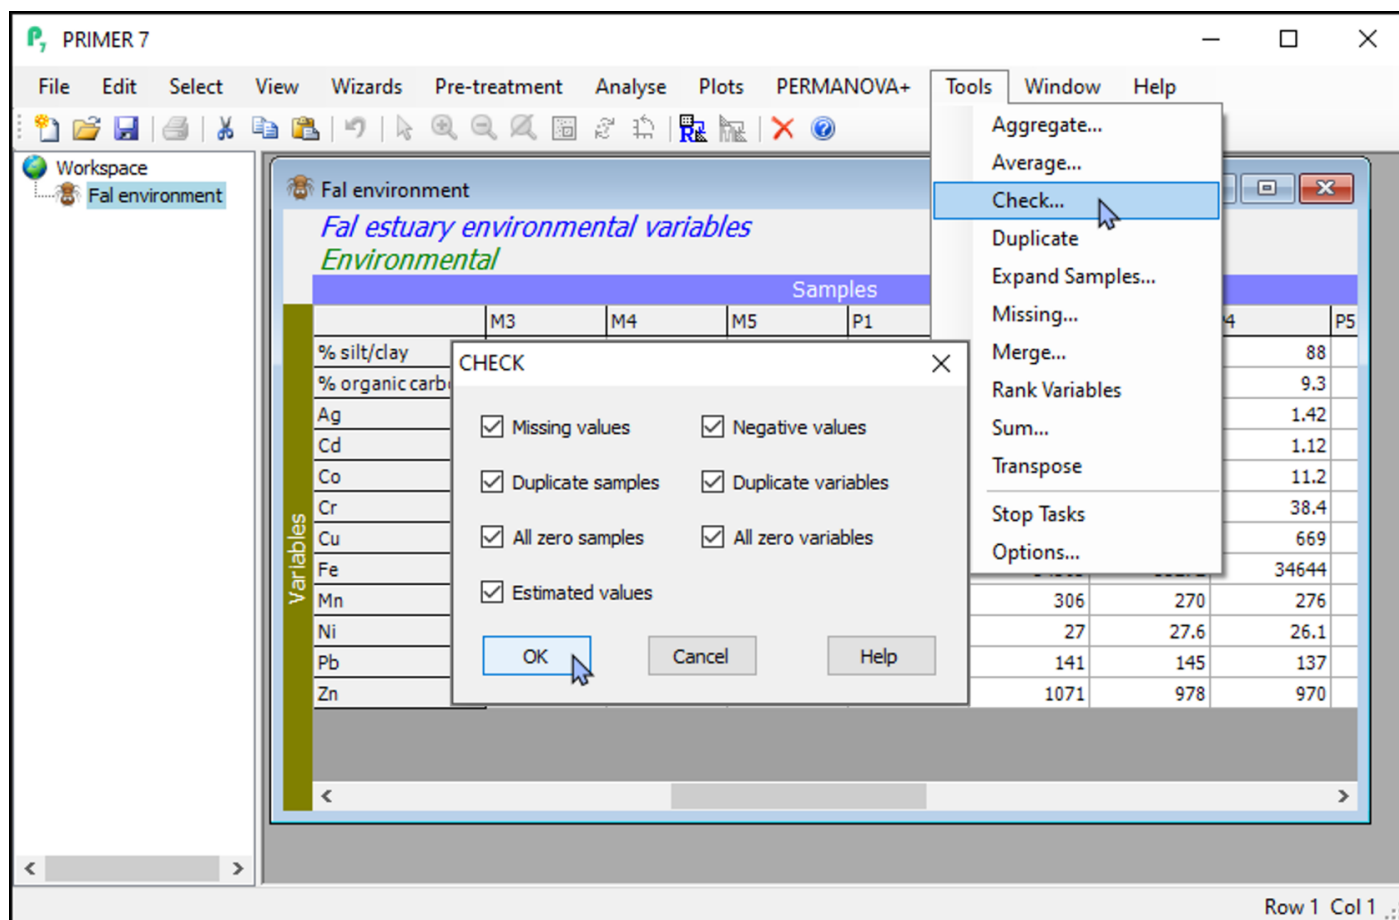 P7 PRIMER 7
File Edit Select View Wizards Pre-treatment Analyse Plots PERMANOVA+ Tools Window Help
Workspace
Fal environment
Fal environment
Fal estuary environmental variables
Environmental
Samples
M3 M4 M5 P1 P5
Variables
% silt/clay 88
% organic 9.3
Ag 1.42
Cd 1.12
Co 11.2
Cr 38.4
Cu 669
Fe 34644
Mn 306 270 276
Ni 27 27.6 26.1
Pb 141 145 137
Zn 1071 978 970
Aggregate...
Average...
Check...
Duplicate
Expand Samples...
Missing...
Merge...
Rank Variables
Sum...
Transpose
Stop Tasks
Options...
CHECK
Missing values Negative values
Duplicate samples Duplicate variables
All zero samples All zero variables
Estimated values
OK Cancel Help
Row 1 Col 1